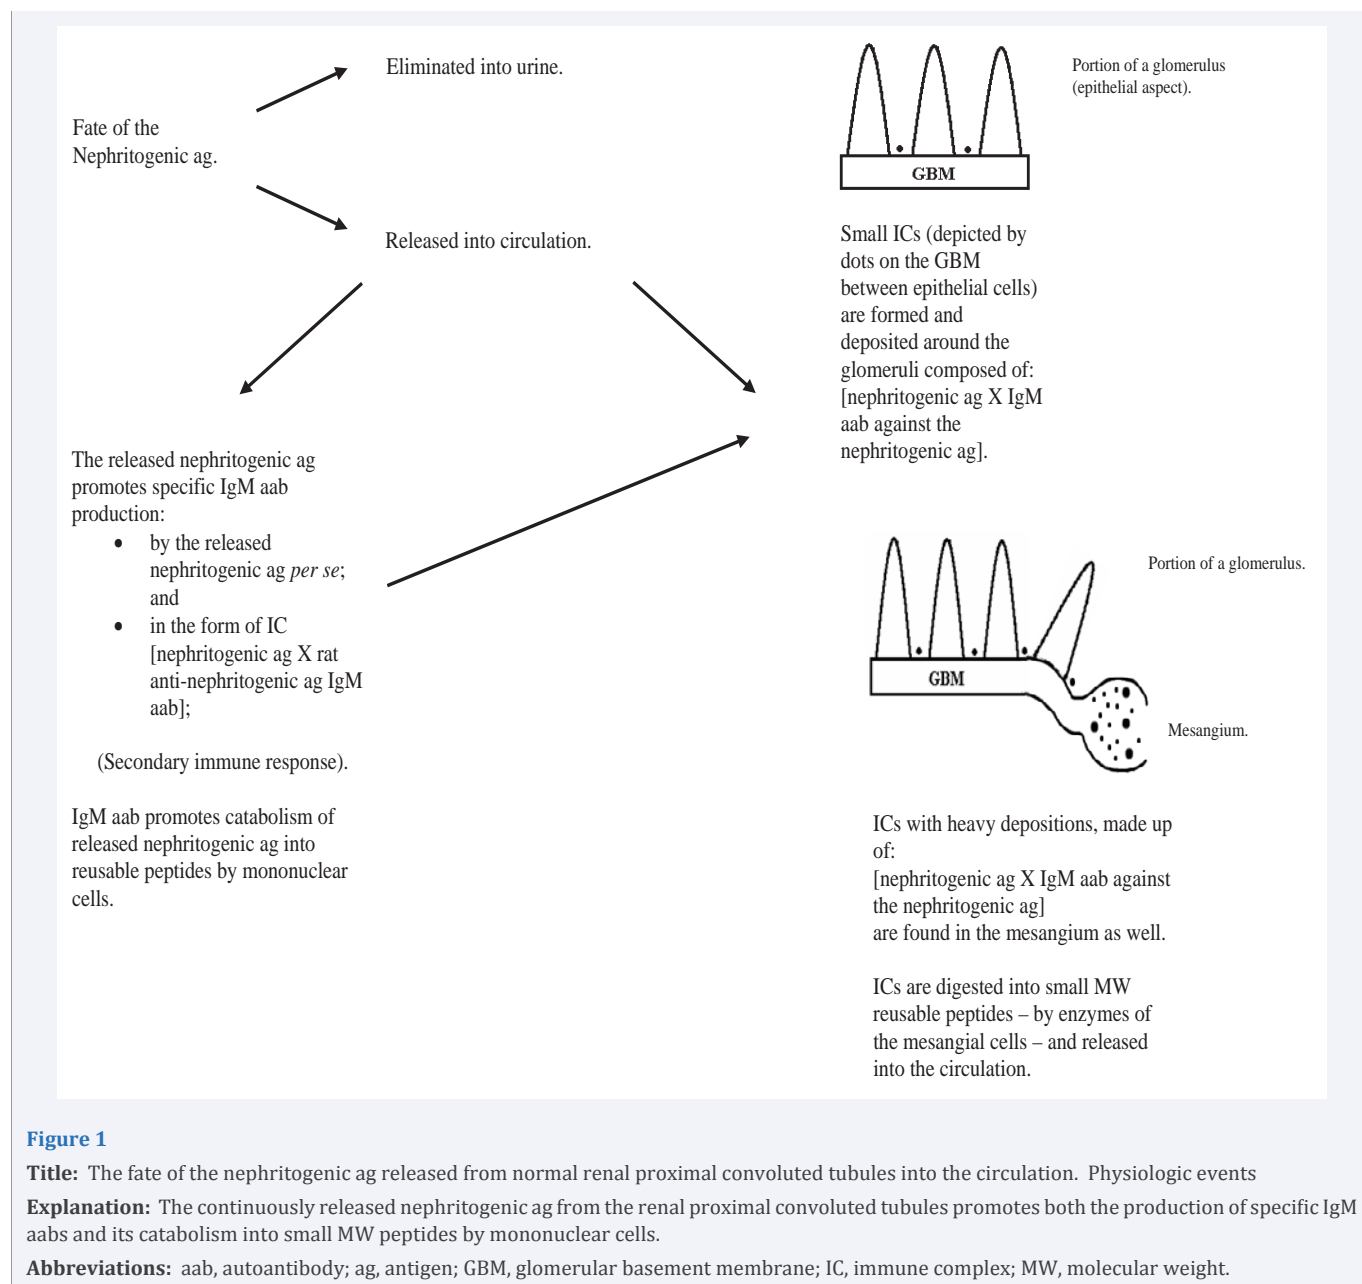 Fate of the
Nephritogenic ag.
Eliminated into urine.
Released into circulation.
The released nephritogenic ag
promotes specific IgM aab
production:
• by the released
nephritogenic ag per se;
and
• in the form of IC
[nephritogenic ag X rat
anti-nephritogenic ag IgM
aab];
(Secondary immune response).
IgM aab promotes catabolism of
released nephritogenic ag into
reusable peptides by mononuclear
cells.
Portion of a glomerulus
(epithelial aspect).
GBM
Small ICs (depicted by
dots on the GBM
between epithelial cells)
are formed and
deposited around the
glomeruli composed of:
[nephritogenic ag X IgM
aab against the
nephritogenic ag].
Portion of a glomerulus.
GBM
Mesangium.
ICs with heavy depositions, made up
of:
[nephritogenic ag X IgM aab against
the nephritogenic ag]
are found in the mesangium as well.
ICs are digested into small MW
reusable peptides – by enzymes of
the mesangial cells – and released
into the circulation.
Figure 1
Title: The fate of the nephritogenic ag released from normal renal proximal convoluted tubules into the circulation. Physiologic events
Explanation: The continuously released nephritogenic ag from the renal proximal convoluted tubules promotes both the production of specific IgM
aabs and its catabolism into small MW peptides by mononuclear cells.
Abbreviations: aab, autoantibody; ag, antigen; GBM, glomerular basement membrane; IC, immune complex; MW, molecular weight.